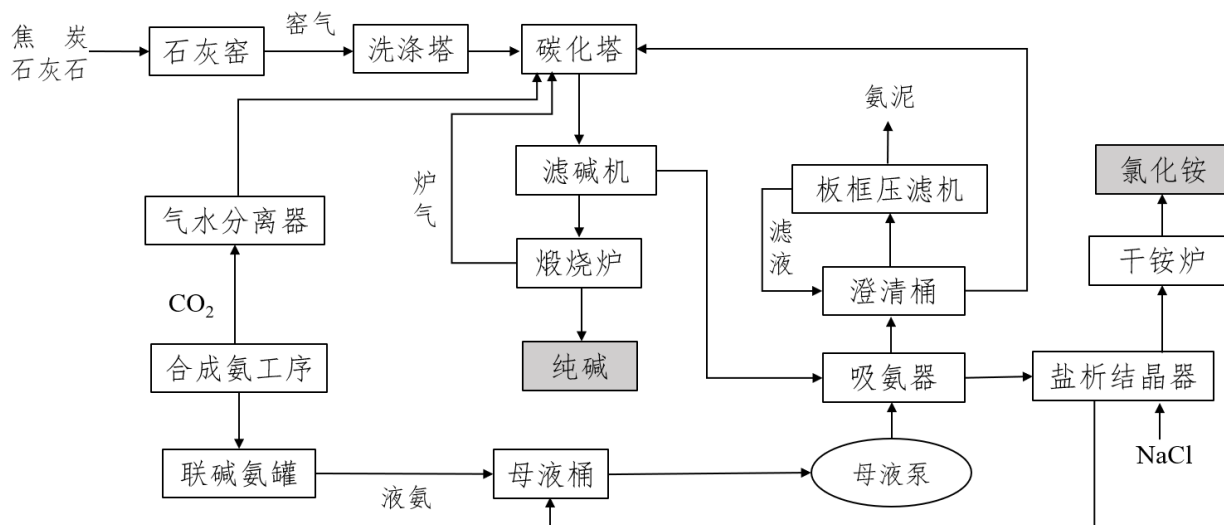 焦 炭
石灰石
石灰窑
窑气
洗涤塔
碳化塔
氨泥
滤碱机
炉气
板框压滤机
氯化铵
气水分离器
滤液
干铵炉
煅烧炉
澄清桶
CO₂
合成氨工序
纯碱
吸氨器
盐析结晶器
NaCl
联碱氨罐
液氨
母液桶
母液泵